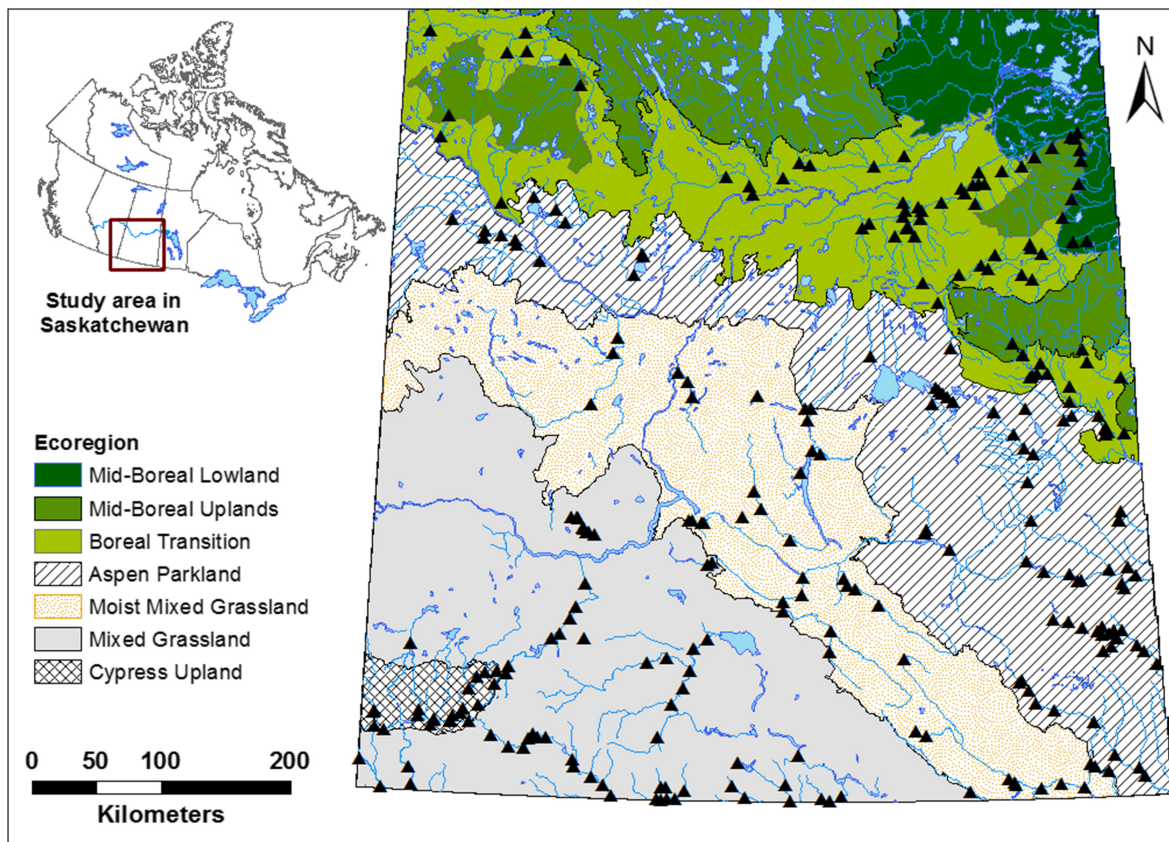 N
Study area in
Saskatchewan
Ecoregion
Mid-Boreal Lowland
Mid-Boreal Uplands
Boreal Transition
Aspen Parkland
Moist Mixed Grassland
Mixed Grassland
Cypress Upland
0 50 100 200
Kilometers